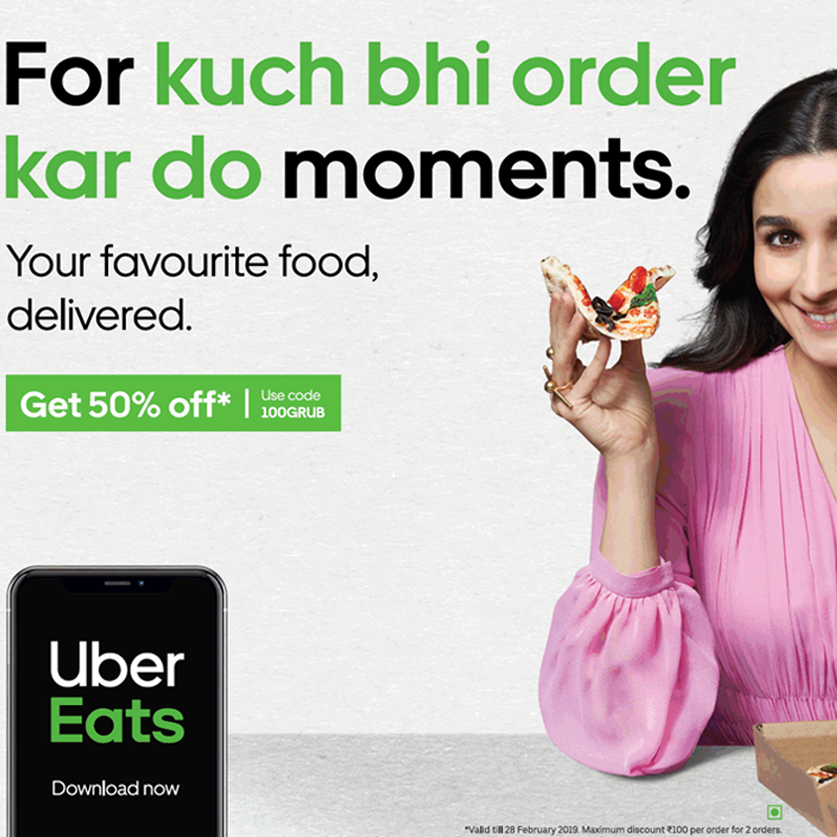 For kuch bhi order
kar do moments.
Your favourite food,
delivered.
Get 50% off* | Use code
100GRUB
Uber
Eats
Download now
*Valid till 28 February 2019. Maximum discount ₹100 per order for 2 orders.